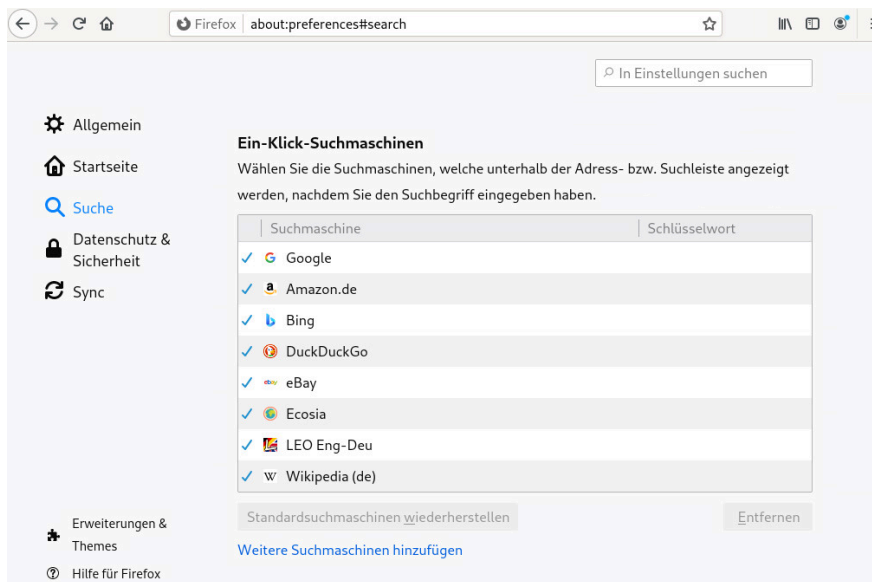 Firefox about:preferences#search
In Einstellungen suchen
Allgemein
Startseite
Suche
Datenschutz &
Sicherheit
Sync
Erweiterungen &
Themes
Hilfe für Firefox
Ein-Klick-Suchmaschinen
Wählen Sie die Suchmaschinen, welche unterhalb der Adress- bzw. Suchleiste angezeigt
werden, nachdem Sie den Suchbegriff eingegeben haben.
Suchmaschine Schlüsselwort
Google
Amazon.de
Bing
DuckDuckGo
eBay
Ecosia
LEO Eng-Deu
Wikipedia (de)
Standardsuchmaschinen wiederherstellen Entfernen
Weitere Suchmaschinen hinzufügen